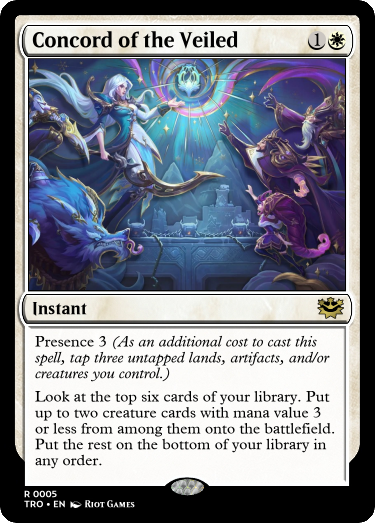 Concord of the Veiled
1
Instant
Presence 3 (As an additional cost to cast this
spell, tap three untapped lands, artifacts, and/or
creatures you control.)
Look at the top six cards of your library. Put
up to two creature cards with mana value 3
or less from among them onto the battlefield.
Put the rest on the bottom of your library in
any order.
R 0005
TRO • EN Riot Games